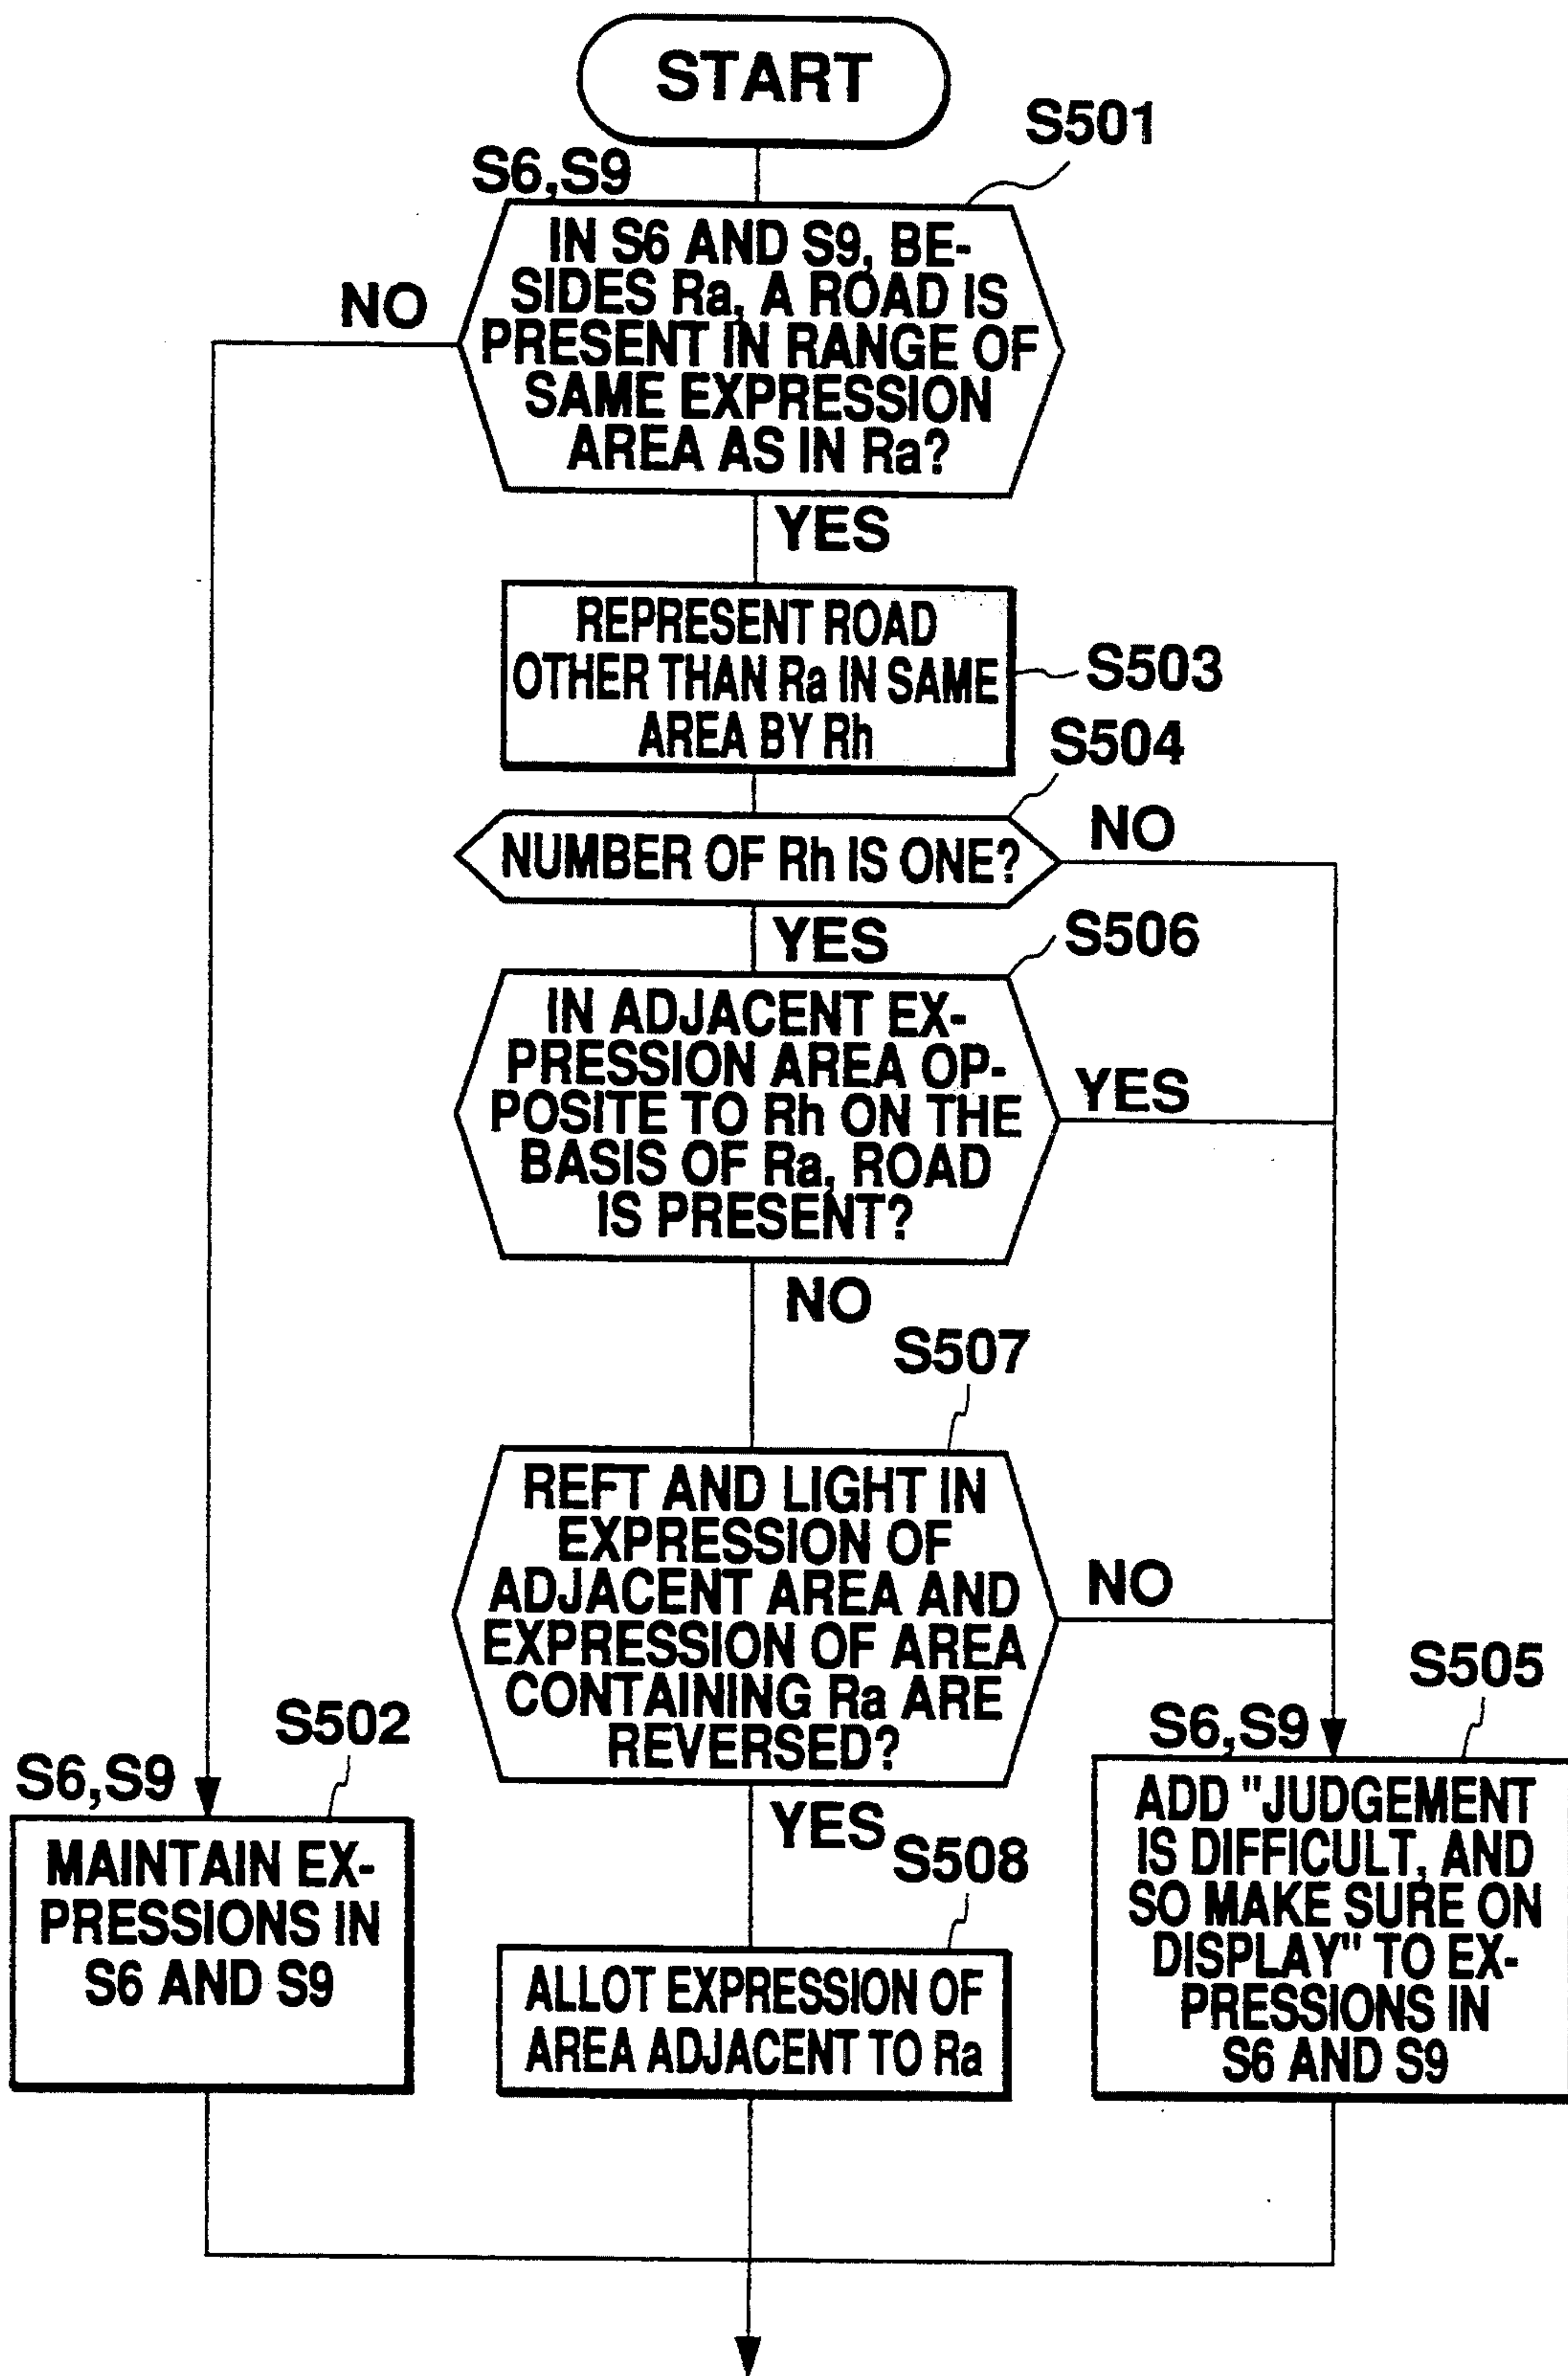 START
S501
S6,S9
IN S6 AND S9, BE-
SIDES Ra, A ROAD IS
PRESENT IN RANGE OF
SAME EXPRESSION
AREA AS IN Ra?
NO
YES
REPRESENT ROAD
OTHER THAN Ra IN SAME
AREA BY Rh
S503
S504
NUMBER OF Rh IS ONE?
NO
YES
S506
IN ADJACENT EX-
PRESSION AREA OP-
POSITE TO Rh ON THE
BASIS OF Ra, ROAD
IS PRESENT?
YES
NO
S507
REFT AND LIGHT IN
EXPRESSION OF
ADJACENT AREA AND
EXPRESSION OF AREA
CONTAINING Ra ARE
REVERSED?
NO
YES
S502
S6,S9
MAINTAIN EX-
PRESSIONS IN
S6 AND S9
S508
ALLOT EXPRESSION OF
AREA ADJACENT TO Ra
S505
S6,S9
ADD "JUDGEMENT
IS DIFFICULT, AND
SO MAKE SURE ON
DISPLAY" TO EX-
PRESSIONS IN
S6 AND S9